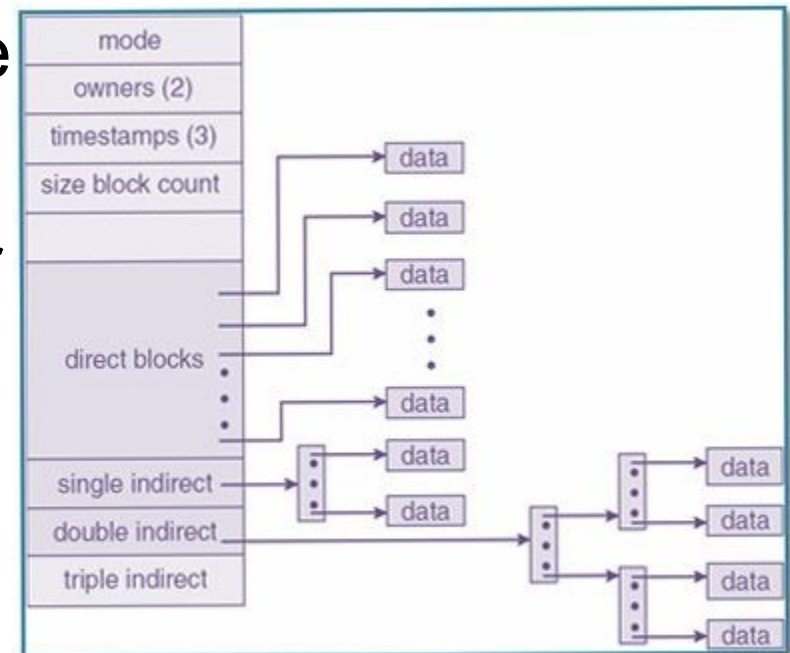 mode
owners (2)
timestamps (3)
size block count
direct blocks
single indirect
double indirect
triple indirect
data
data
data
data
data
data
data
data
data
data
e